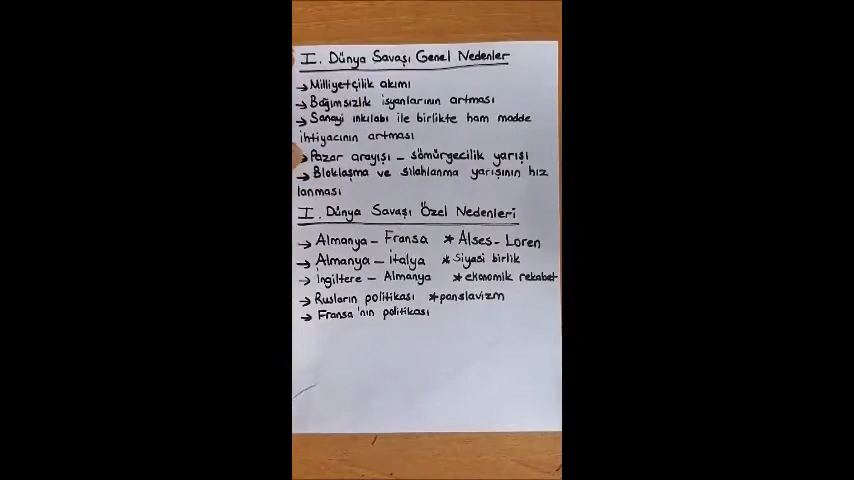 I. Dünya Savaşı Genel Nedenler
→ Milliyetçilik akımı
→ Bağımsızlık isyanlarının artması
→ Sanayi inkılabı ile birlikte ham madde
ihtiyacının artması
→ Pazar arayışı – sömürgecilik yarışı
→ Bloklaşma ve silahlanma yarışının hız
lanması
I. Dünya Savaşı Özel Nedenleri
→ Almanya – Fransa * Alses - Loren
→ Almanya – İtalya * Siyasi birlik
→ İngiltere – Almanya * ekonomik rekabet
→ Rusların politikası * panslavizm
→ Fransa'nın politikası